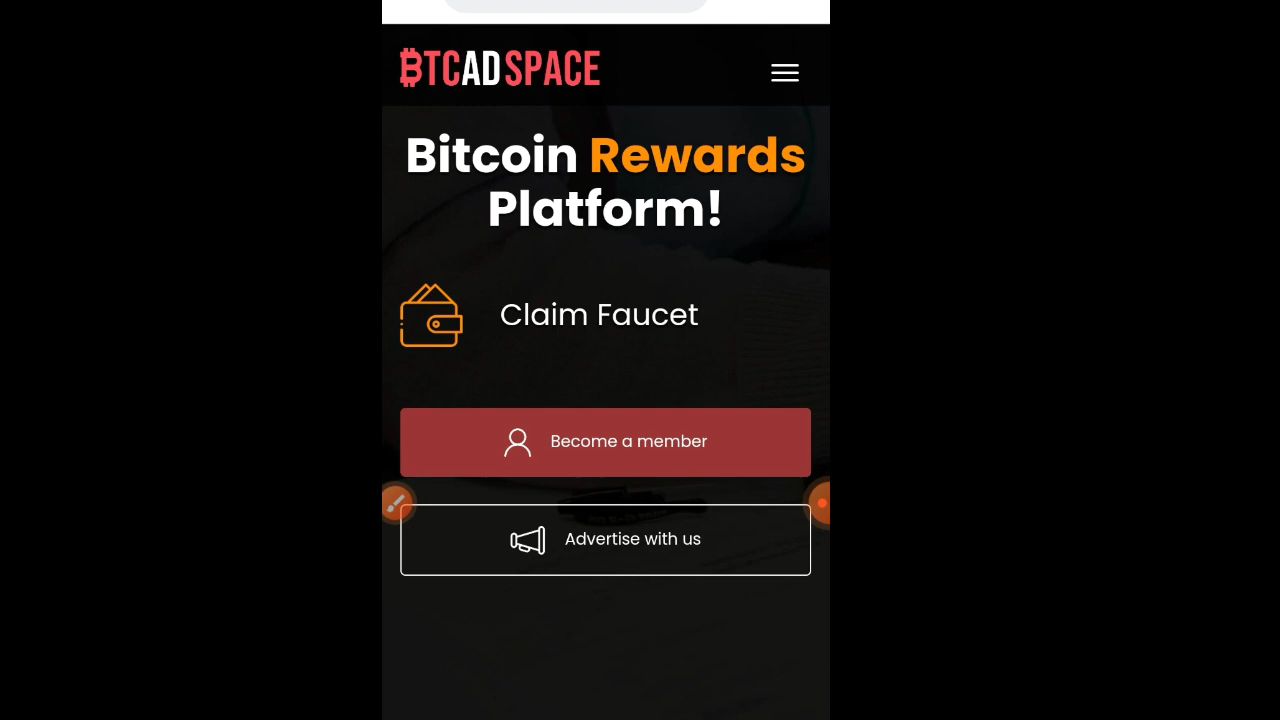 BTCADSPACE
Bitcoin Rewards
Platform!
Claim Faucet
Become a member
Advertise with us